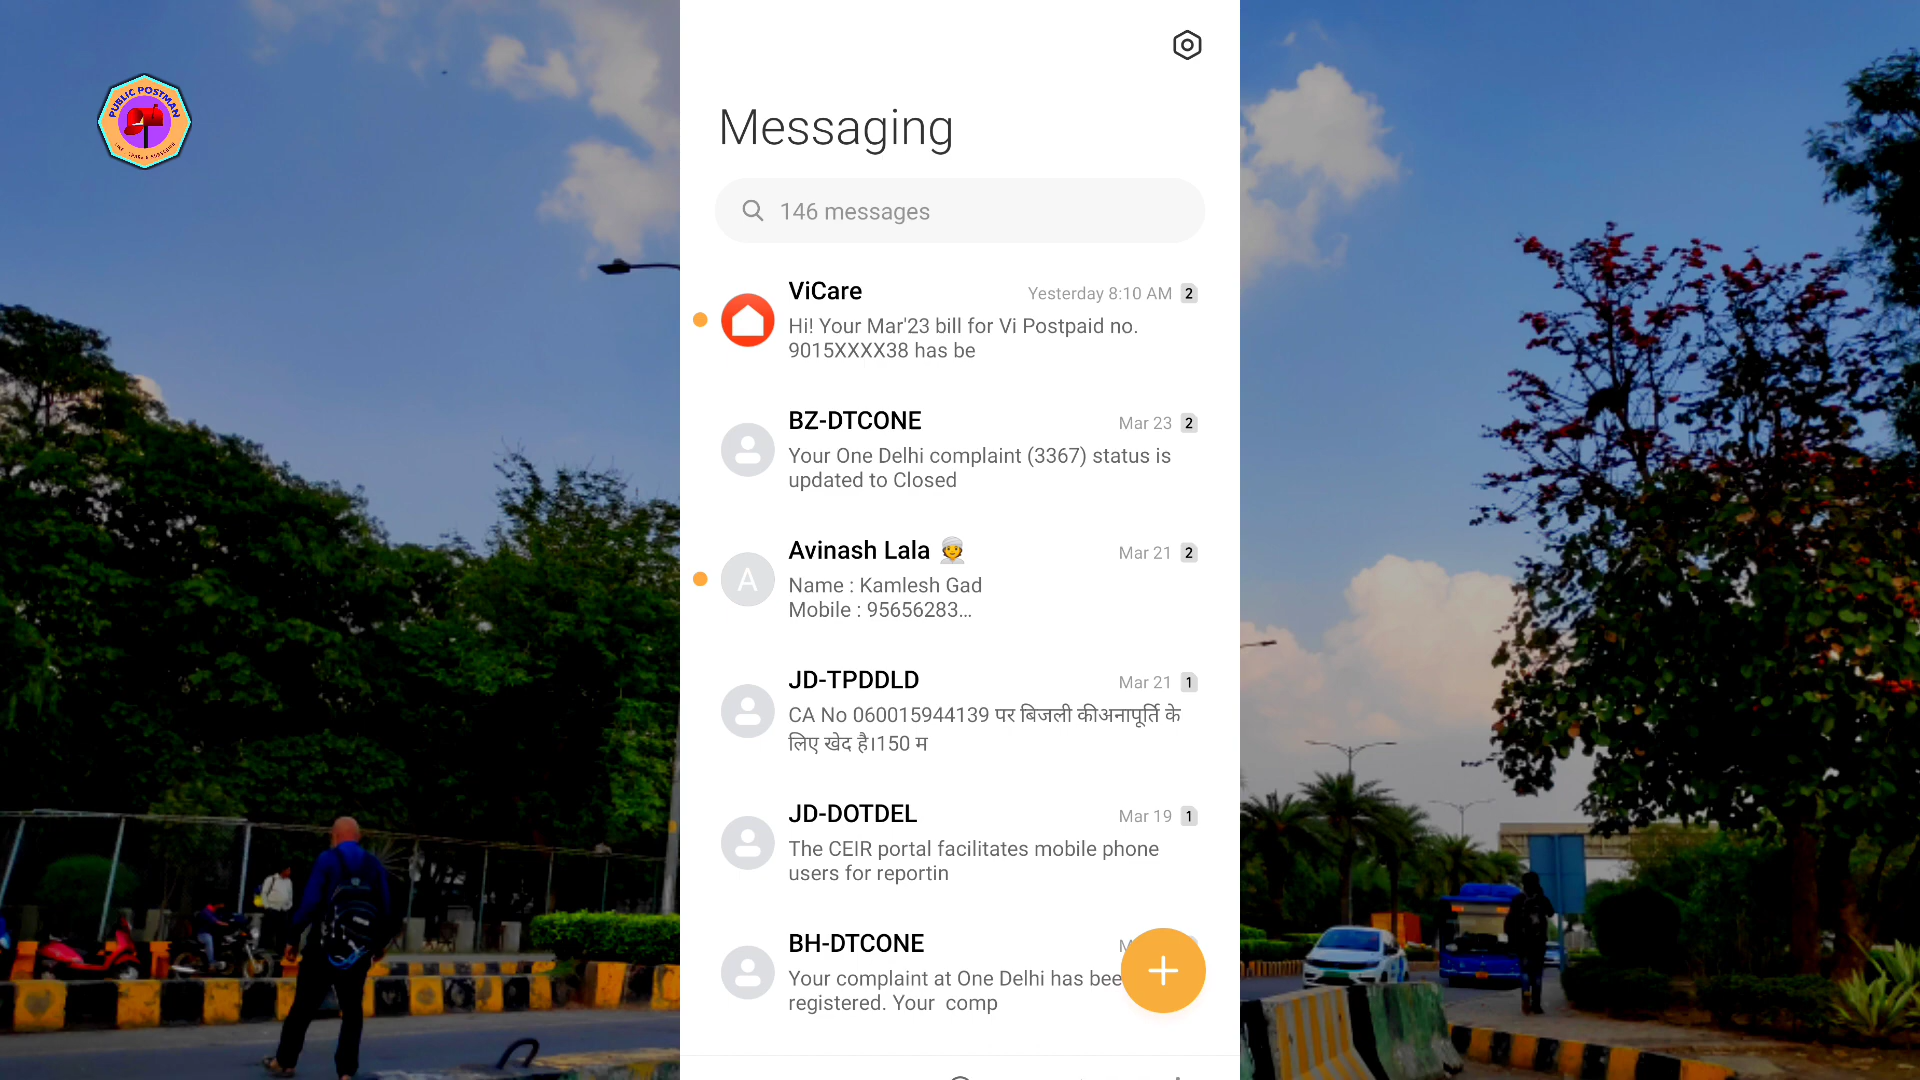 PUBLIC POSTMAN
Messaging
146 messages
ViCare
Yesterday 8:10 AM 2
Hi! Your Mar'23 bill for Vi Postpaid no.
9015XXXX38 has be
BZ-DTCONE
Mar 23 2
Your One Delhi complaint (3367) status is
updated to Closed
Avinash Lala
Mar 21 2
A
Name : Kamlesh Gad
Mobile : 95656283...
JD-TPDDLD
Mar 21 1
CA No 060015944139 पर बिजली कीअनापूर्ति के
लिए खेद है।150 म
JD-DOTDEL
Mar 19 1
The CEIR portal facilitates mobile phone
users for reportin
BH-DTCONE
Your complaint at One Delhi has bee
registered. Your comp